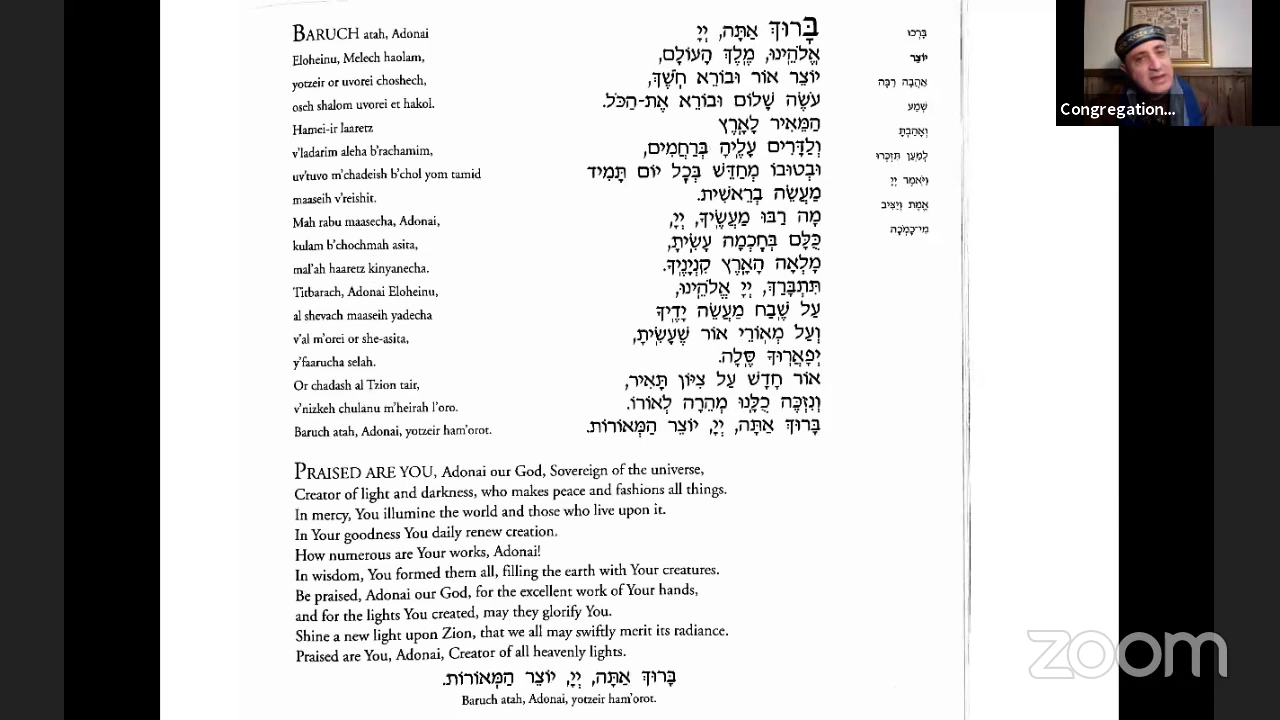 BARUCH atah, Adonai
Eloheinu, Melech haolam,
yotzeir or uvorei choshech,
oseh shalom uvorei et hakol.
Hamei-ir laaretz
v'ladarim aleha b'rachamim,
uv'tuvo m'chadeish b'chol yom tamid
maaseih v'reishit.
Mah rabu maasecha, Adonai,
kulam b'chochmah asita,
mal'ah haaretz kinyanecha.
Titbarach, Adonai Eloheinu,
al shevach maaseih yadecha
v'al m'orei or she-asita,
y'faarucha selah.
Or chadash al Tzion tair,
v'nizkeh chulanu m'heirah l'oro.
Baruch atah, Adonai, yotzeir ham'orot.
בָּרוּךְ אַתָּה, יְיָ
אֱלֹהֵֽינוּ, מֶֽלֶךְ הָעוֹלָם,
יוֹצֵר אוֹר וּבוֹרֵא חֹֽשֶׁךְ,
עֹשֶׂה שָׁלוֹם וּבוֹרֵא אֶת־הַכֹּל.
הַמֵּאִיר לָאָֽרֶץ
וְלַדָּרִים עָלֶֽיהָ בְּרַחֲמִים,
וּבְטוּבוֹ מְחַדֵּשׁ בְּכׇל יוֹם תָּמִיד
מַעֲשֵׂה בְרֵאשִׁית.
מָה רַבּוּ מַעֲשֶֽׂיךָ, יְיָ,
כֻּלָּם בְּחׇכְמָה עָשִֽׂיתָ,
מָלְאָה הָאָֽרֶץ קִנְיָנֶֽיךָ.
תִּתְבָּרַךְ, יְיָ אֱלֹהֵֽינוּ,
עַל שֶֽׁבַח מַעֲשֵׂה יָדֶֽיךָ
וְעַל מְאֽוֹרֵי אוֹר שֶׁעָשִֽׂיתָ,
יְפָאֲרֽוּךָ סֶּֽלָה.
אוֹר חָדָשׁ עַל צִיּוֹן תָּאִיר,
וְנִזְכֶּה כֻלָּֽנוּ מְהֵרָה לְאוֹרוֹ.
בָּרוּךְ אַתָּה, יְיָ, יוֹצֵר הַמְּאוֹרוֹת.
PRAISED ARE YOU, Adonai our God, Sovereign of the universe,
Creator of light and darkness, who makes peace and fashions all things.
In mercy, You illumine the world and those who live upon it.
In Your goodness You daily renew creation.
How numerous are Your works, Adonai!
In wisdom, You formed them all, filling the earth with Your creatures.
Be praised, Adonai our God, for the excellent work of Your hands,
and for the lights You created, may they glorify You.
Shine a new light upon Zion, that we all may swiftly merit its radiance.
Praised are You, Adonai, Creator of all heavenly lights.
בָּרוּךְ אַתָּה, יְיָ, יוֹצֵר הַמְּאוֹרוֹת.
Baruch atah, Adonai, yotzeir ham'orot.
בָּרְכוּ
יוֹצֵר
אַהֲבָה רַבָּה
שְׁמַע
וְאָהַבְתָּ
לְמַעַן תִּזְכְּרוּ
וַיֹּאמֶר יְיָ
אֱמֶת וְיַצִּיב
מִי־כָמֹכָה
Congregation...
zoom